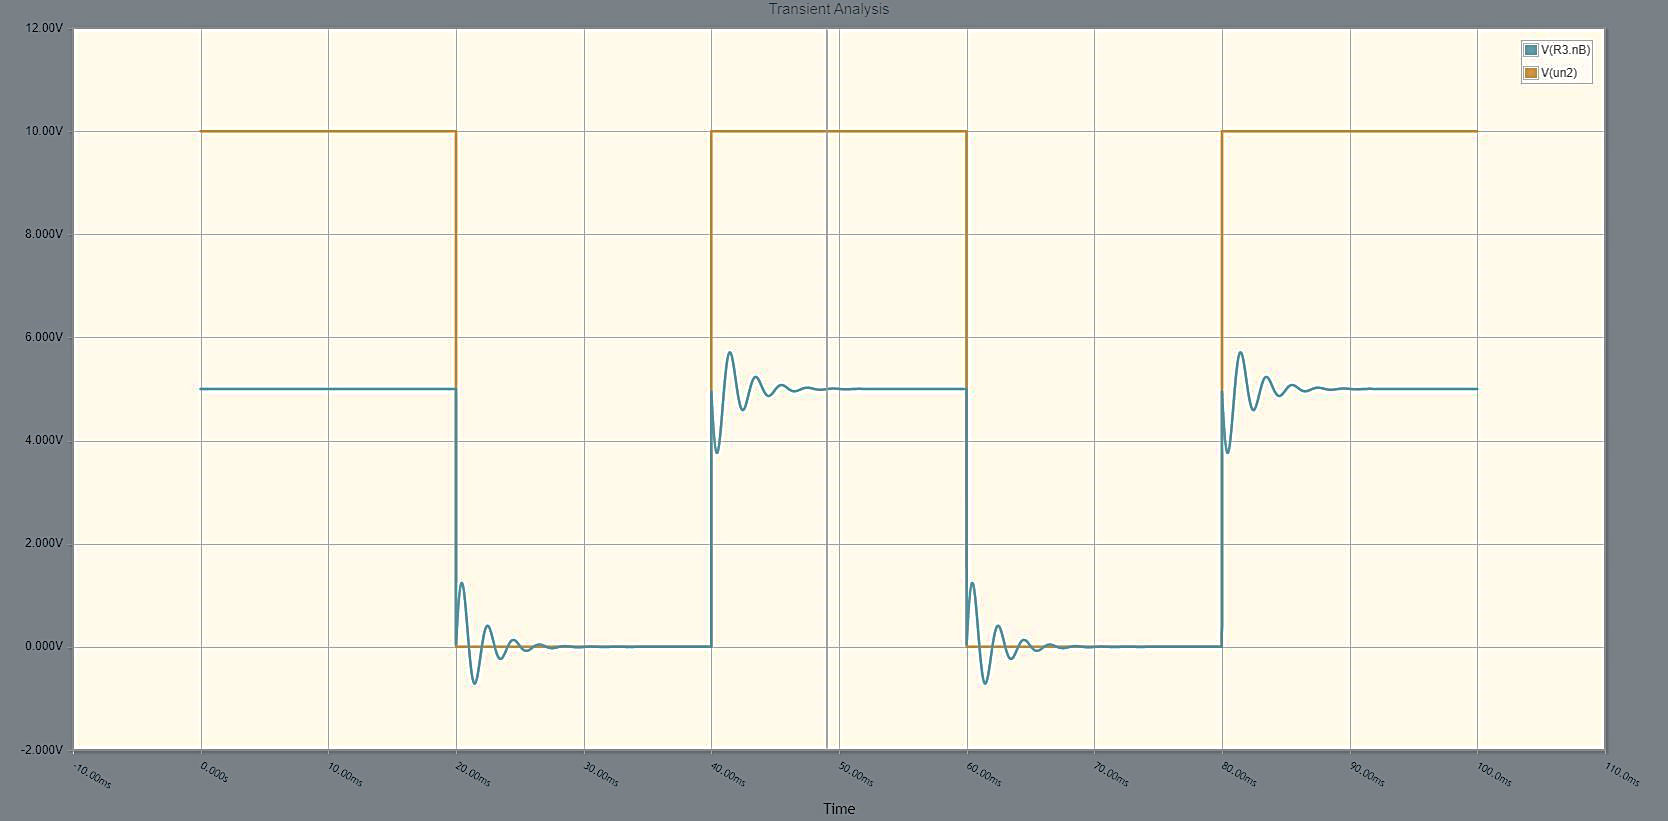 Transient Analysis
12.00V
10.00V
8.000V
6.000V
4.000V
2.000V
0.000V
-2.000V
V(R3.nB)
V(un2)
-10.00ms
0.000s
10.00ms
20.00ms
30.00ms
40.00ms
50.00ms
60.00ms
70.00ms
80.00ms
90.00ms
100.0ms
110.0ms
Time